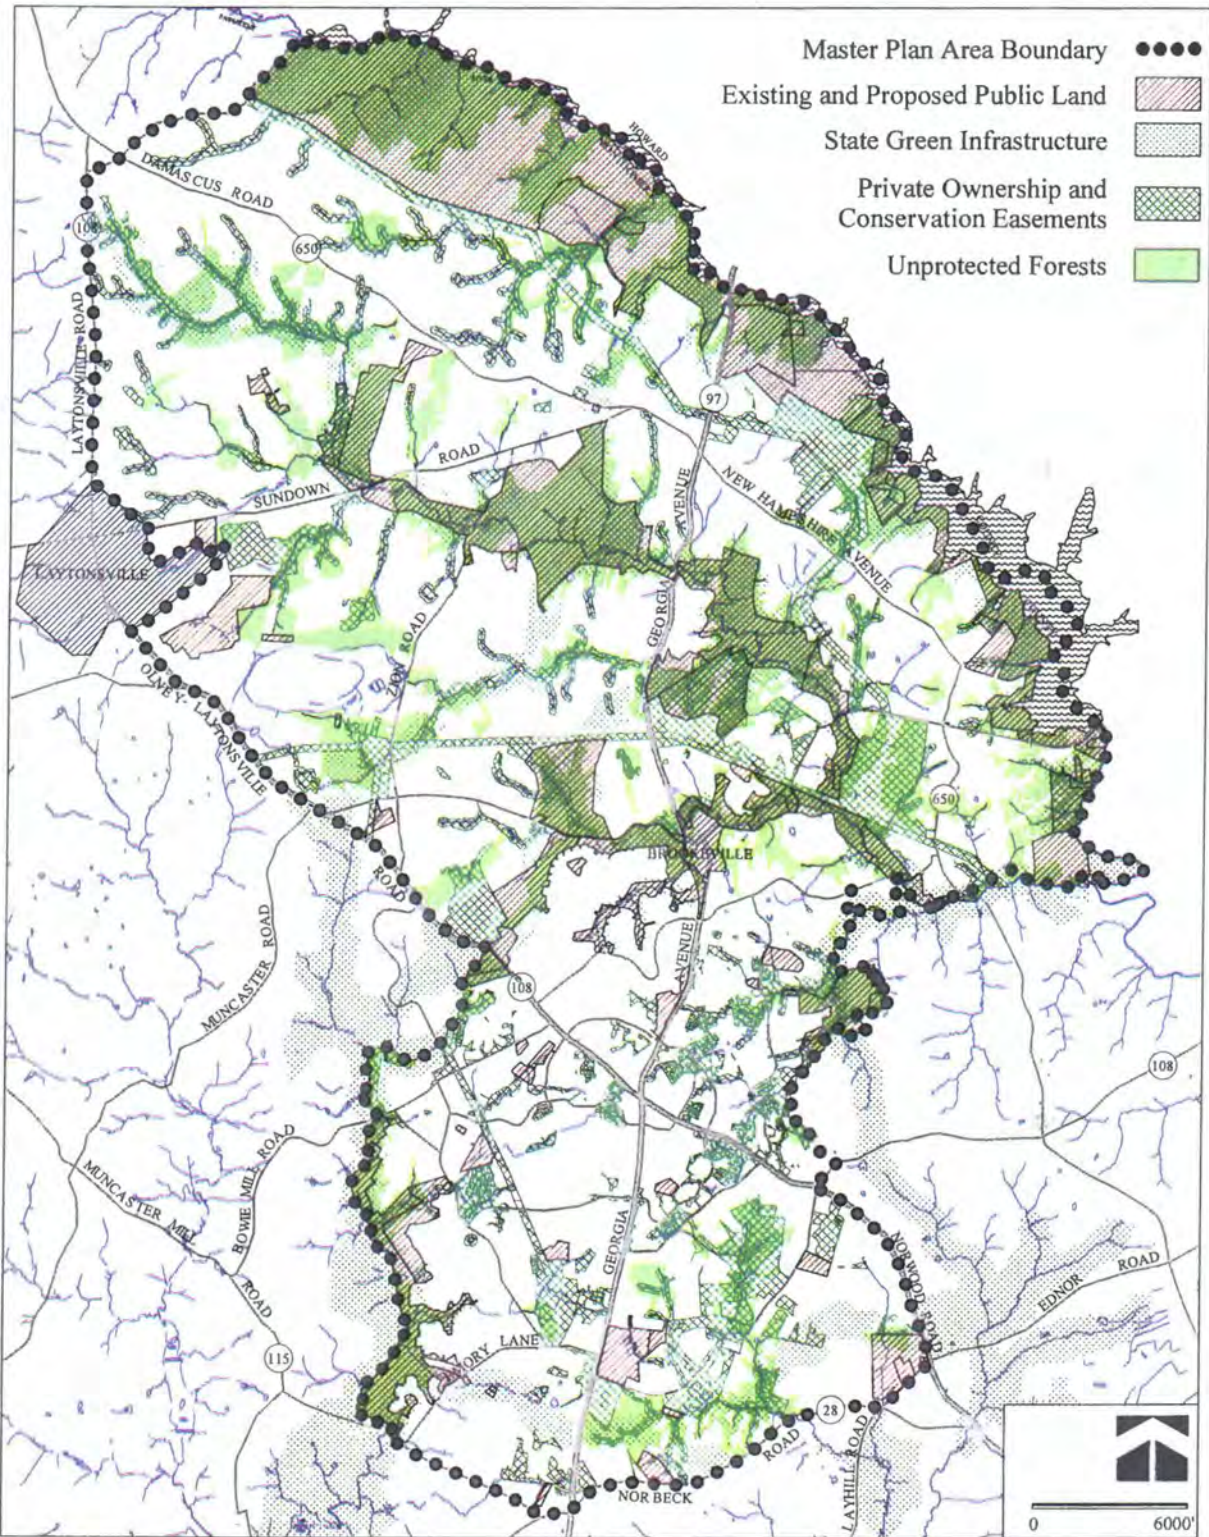 Master Plan Area Boundary
Existing and Proposed Public Land
State Green Infrastructure
Private Ownership and
Conservation Easements
Unprotected Forests
HOWARD
DAMASCUS ROAD
108
650
LAYTONSVILLE ROAD
97
SUNDOWN ROAD
NEW HAMPSHIRE AVENUE
GEORGIA AVENUE
LAYTONSVILLE
ZION ROAD
OLNEY-LAYTONSVILLE ROAD
650
BROOKEVILLE
MUNCASTER ROAD
AVENUE
108
108
BOWIE MILL ROAD
MUNCASTER MILL ROAD
GEORGIA
NORWOOD ROAD
EDNOR ROAD
LANE
115
28
ROAD
NORBECK
LAYHILL ROAD
0 6000'